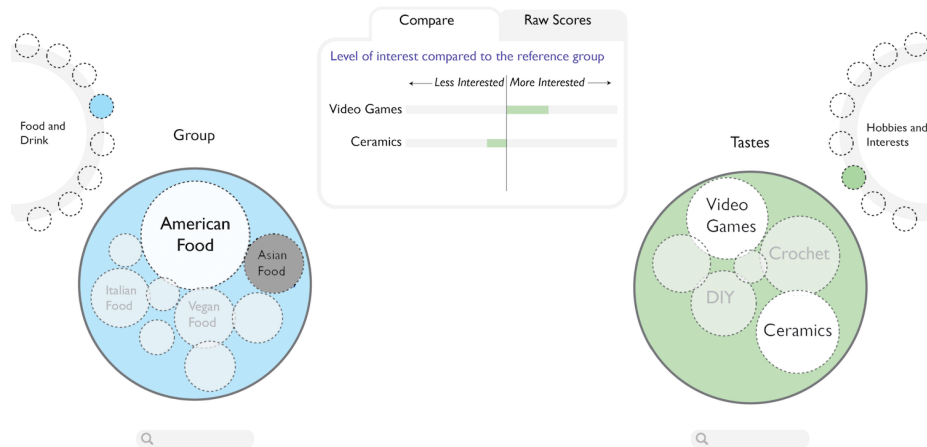 Compare
Raw Scores
Level of interest compared to the reference group
Less Interested
More Interested
Video Games
Ceramics
Food and
Drink
Group
American
Food
Asian
Food
Italian
Food
Vegan
Food
Tastes
Hobbies and
Interests
Video
Games
Crochet
DIY
Ceramics